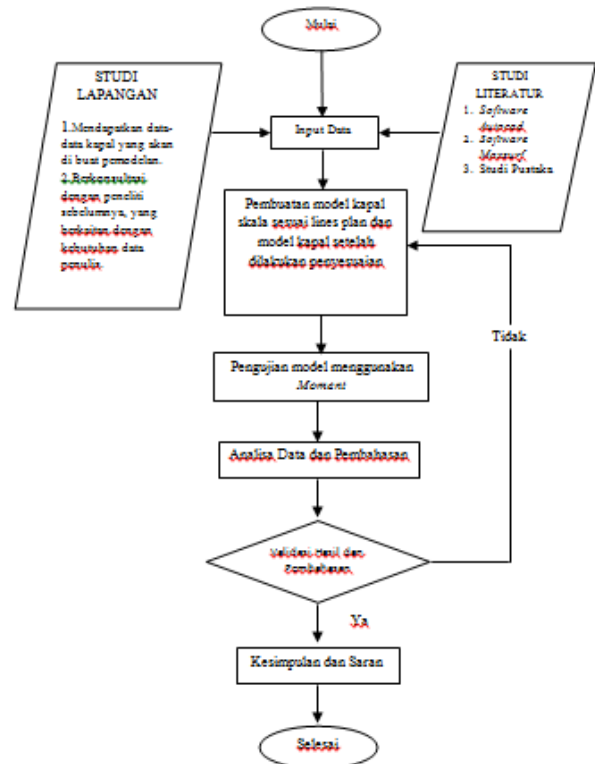 Mulai
STUDI
LAPANGAN
1.Mendapatkan data-
data kapal yang akan
di buat pemodelan.
2.Berkonsultasi
dengan peneliti
sebelumnya, yang
berkaitan dengan
kebutuhan data
penulis
Input Data
STUDI
LITERATUR
1. Software
Autocad
2. Software
Maxsurf
3. Studi Pustaka
Pembuatan model kapal
skala sesuai lines plan dan
model kapal setelah
dilakukan penyesuaian
Tidak
Pengujian model menggunakan
Moment
Analisa Data dan Pembahasan
Validasi Hasil dan
Pembahasan
Ya
Kesimpulan dan Saran
Selesai